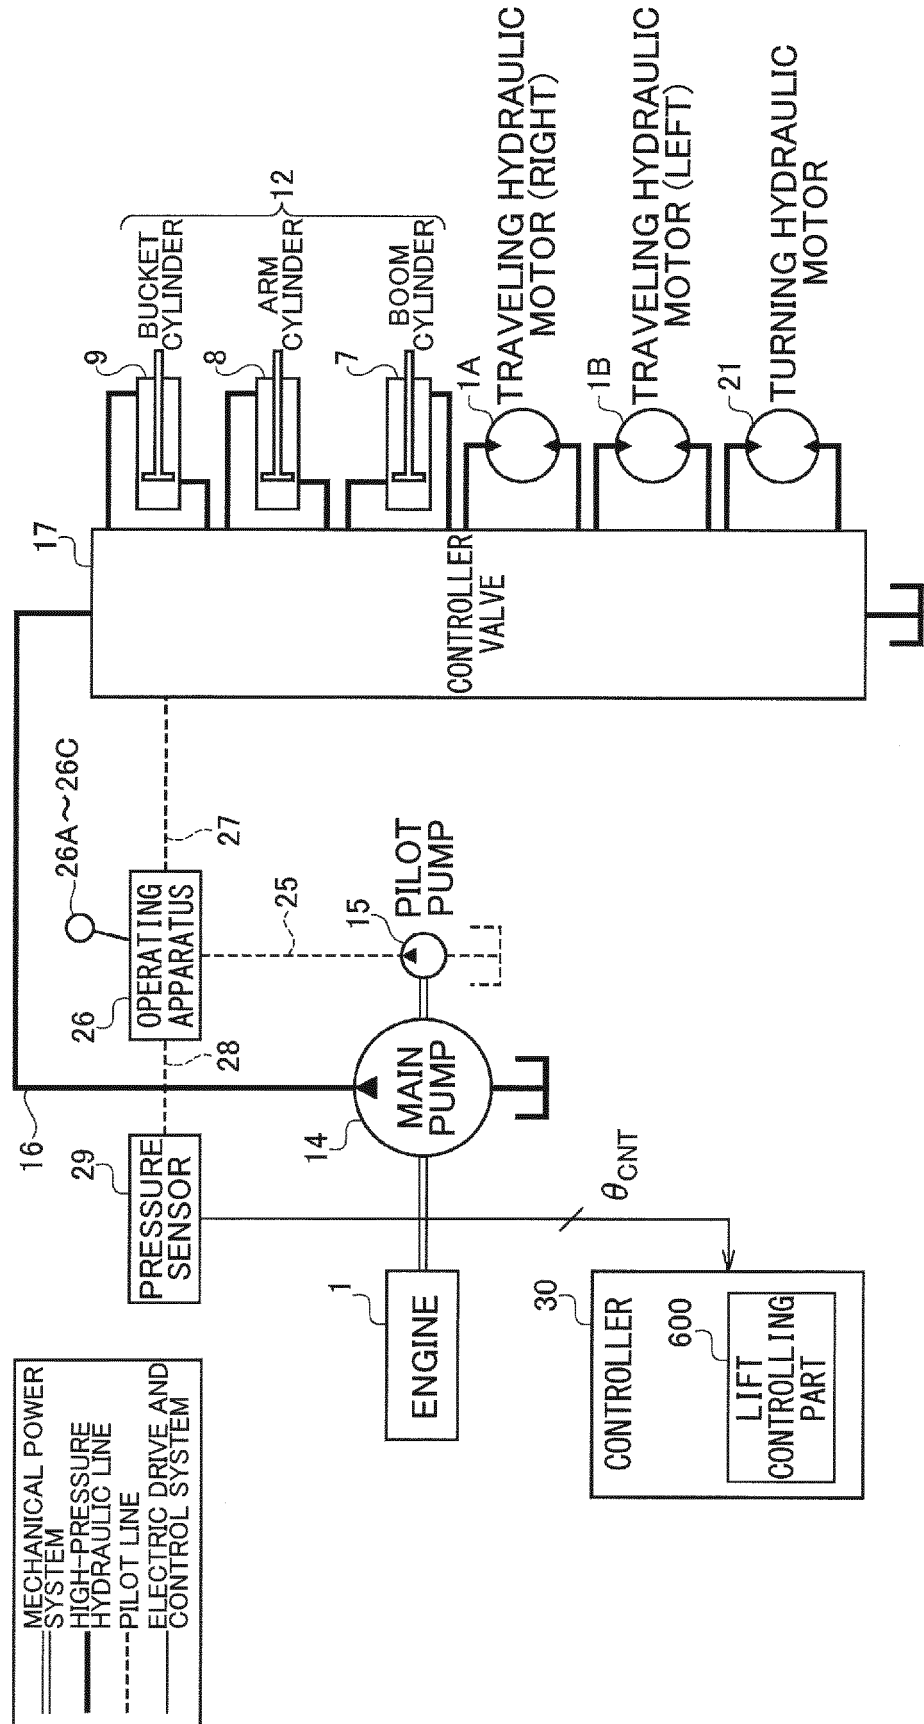 MECHANICAL POWER
SYSTEM
HIGH-PRESSURE
HYDRAULIC LINE
PILOT LINE
ELECTRIC DRIVE AND
CONTROL SYSTEM
16
29
PRESSURE
SENSOR
28
26
OPERATING
APPARATUS
26A~26C
27
25
17
CONTROLLER
VALVE
9
BUCKET
CYLINDER
8
ARM
CYLINDER
7
BOOM
CYLINDER
12
1A
TRAVELING HYDRAULIC
MOTOR (RIGHT)
1B
TRAVELING HYDRAULIC
MOTOR (LEFT)
21
TURNING HYDRAULIC
MOTOR
1
ENGINE
14
MAIN
PUMP
15
PILOT
PUMP
θCNT
30
CONTROLLER
600
LIFT
CONTROLLING
PART